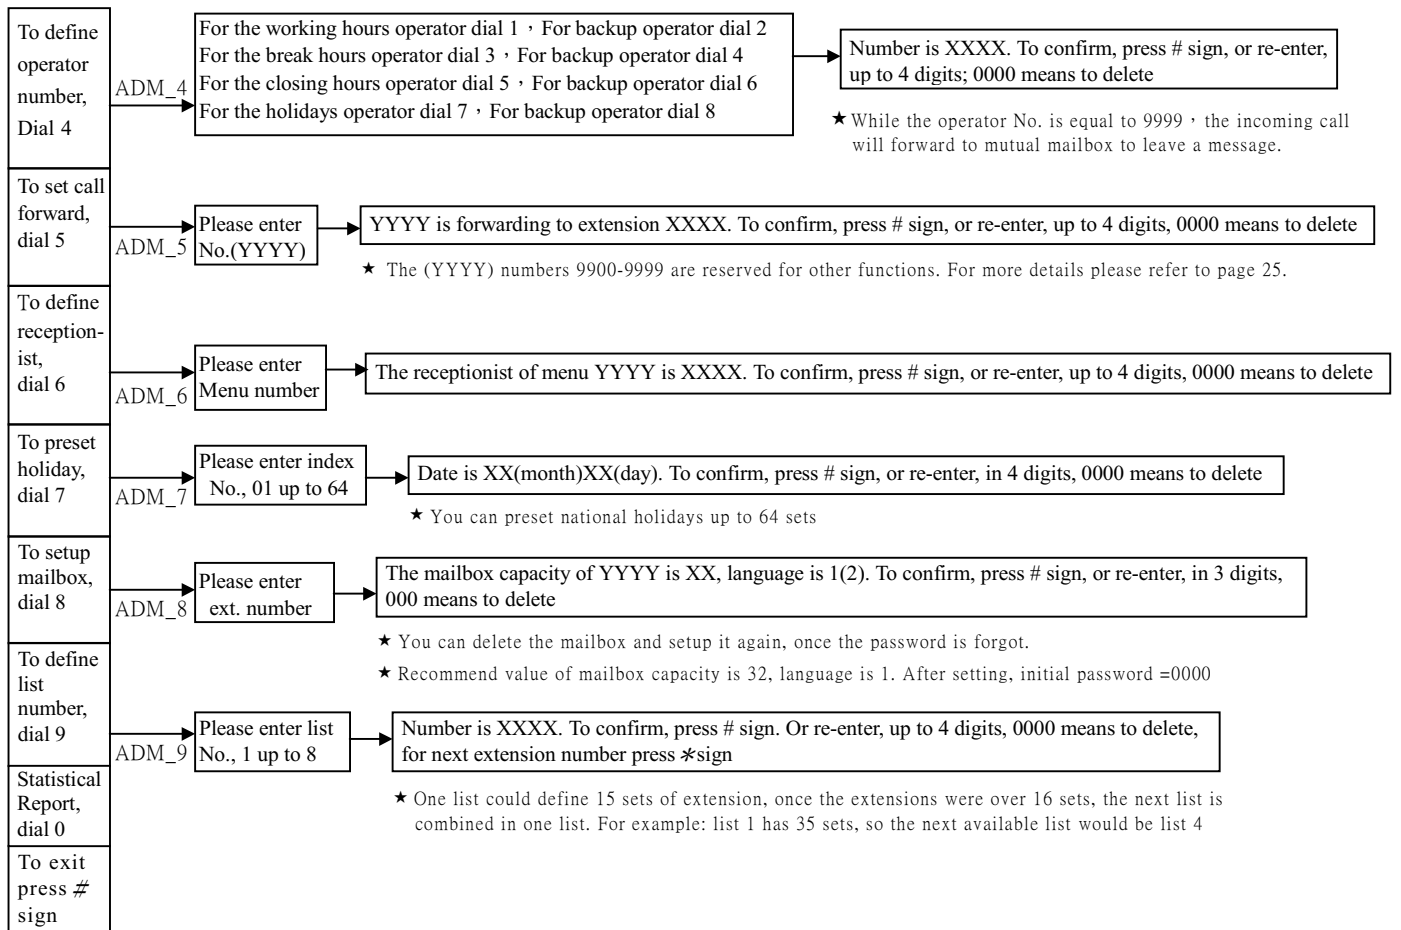 To define
operator
number,
Dial 4
ADM_4
For the working hours operator dial 1，For backup operator dial 2
For the break hours operator dial 3，For backup operator dial 4
For the closing hours operator dial 5，For backup operator dial 6
For the holidays operator dial 7，For backup operator dial 8
Number is XXXX. To confirm, press # sign, or re-enter,
up to 4 digits; 0000 means to delete
★ While the operator No. is equal to 9999，the incoming call
will forward to mutual mailbox to leave a message.
To set call
forward,
dial 5
ADM_5
Please enter
No.(YYYY)
YYYY is forwarding to extension XXXX. To confirm, press # sign, or re-enter, up to 4 digits, 0000 means to delete
★ The (YYYY) numbers 9900-9999 are reserved for other functions. For more details please refer to page 25.
To define
reception-
ist,
dial 6
ADM_6
Please enter
Menu number
The receptionist of menu YYYY is XXXX. To confirm, press # sign, or re-enter, up to 4 digits, 0000 means to delete
To preset
holiday,
dial 7
ADM_7
Please enter index
No., 01 up to 64
Date is XX(month)XX(day). To confirm, press # sign, or re-enter, in 4 digits, 0000 means to delete
★ You can preset national holidays up to 64 sets
To setup
mailbox,
dial 8
ADM_8
Please enter
ext. number
The mailbox capacity of YYYY is XX, language is 1(2). To confirm, press # sign, or re-enter, in 3 digits,
000 means to delete
★ You can delete the mailbox and setup it again, once the password is forgot.
★ Recommend value of mailbox capacity is 32, language is 1. After setting, initial password =0000
To define
list
number,
dial 9
ADM_9
Please enter list
No., 1 up to 8
Number is XXXX. To confirm, press # sign. Or re-enter, up to 4 digits, 0000 means to delete,
for next extension number press ＊sign
★ One list could define 15 sets of extension, once the extensions were over 16 sets, the next list is
combined in one list. For example: list 1 has 35 sets, so the next available list would be list 4
Statistical
Report,
dial 0
To exit
press #
sign